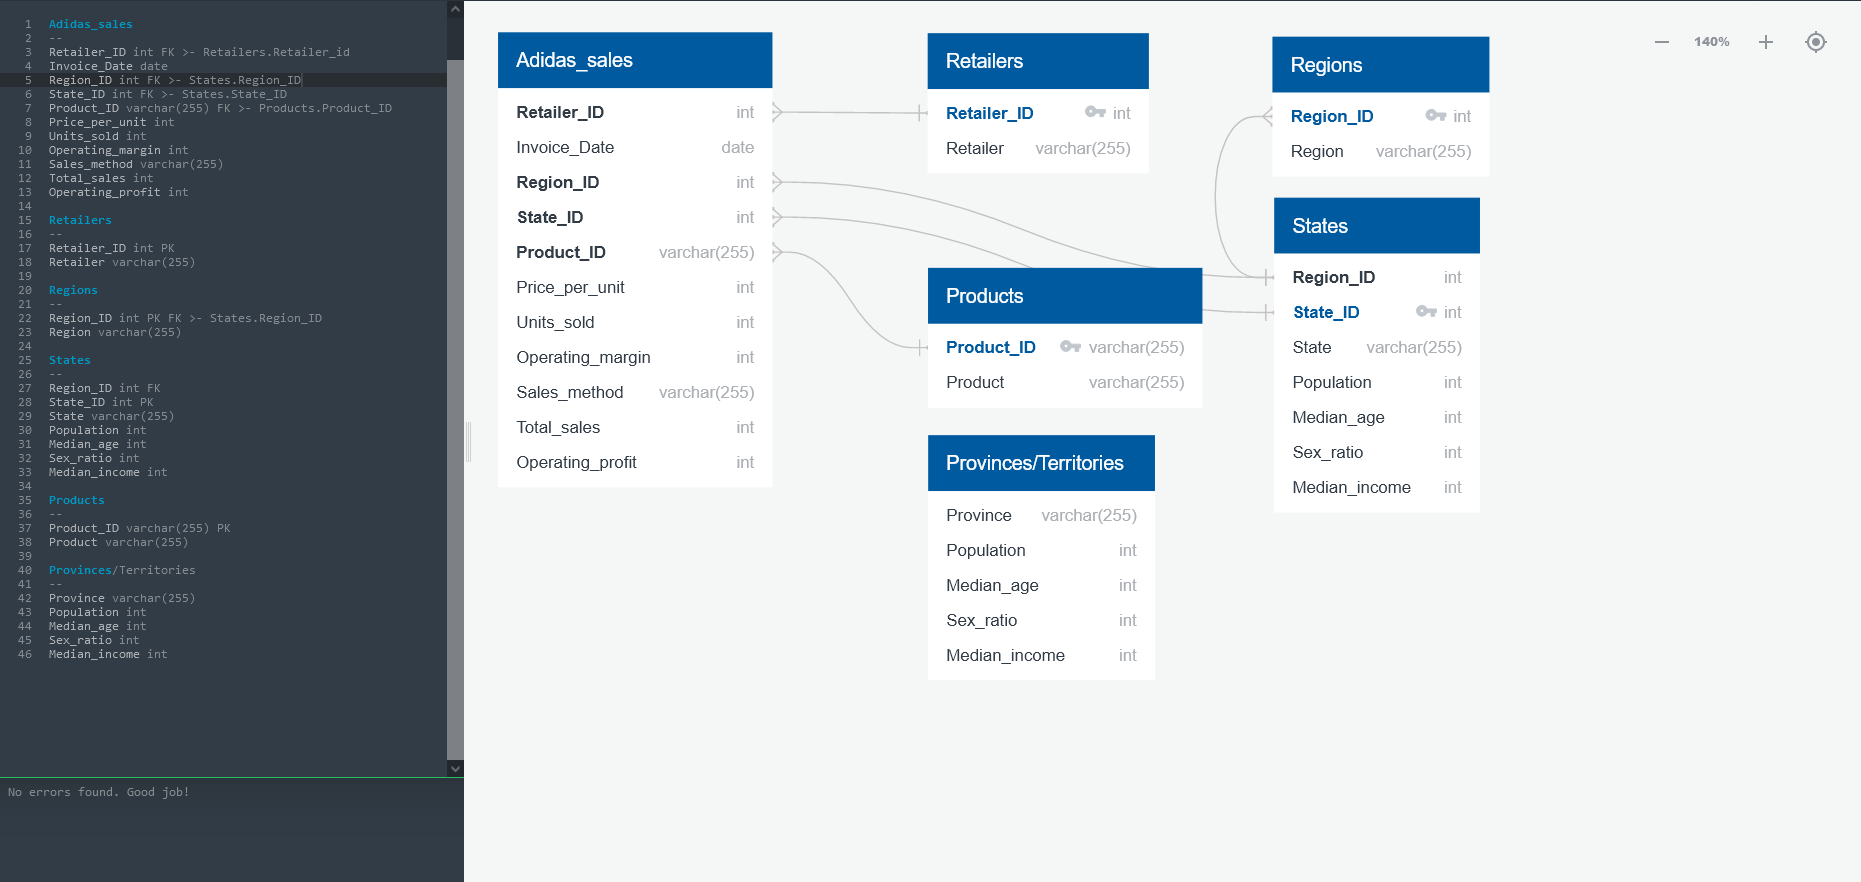 1 Adidas_sales
2 --
3 Retailer_ID int FK >- Retailers.Retailer_id
4 Invoice_Date date
5 Region_ID int FK >- States.Region_ID
6 State_ID int FK >- States.State_ID
7 Product_ID varchar(255) FK >- Products.Product_ID
8 Price_per_unit int
9 Units_sold int
10 Operating_margin int
11 Sales_method varchar(255)
12 Total_sales int
13 Operating_profit int
14
15 Retailers
16 --
17 Retailer_ID int PK
18 Retailer varchar(255)
19
20 Regions
21 --
22 Region_ID int PK FK >- States.Region_ID
23 Region varchar(255)
24
25 States
26 --
27 Region_ID int FK
28 State_ID int PK
29 State varchar(255)
30 Population int
31 Median_age int
32 Sex_ratio int
33 Median_income int
34
35 Products
36 --
37 Product_ID varchar(255) PK
38 Product varchar(255)
39
40 Provinces/Territories
41 --
42 Province varchar(255)
43 Population int
44 Median_age int
45 Sex_ratio int
46 Median_income int
No errors found. Good job!
Adidas_sales
Retailer_ID int
Invoice_Date date
Region_ID int
State_ID int
Product_ID varchar(255)
Price_per_unit int
Units_sold int
Operating_margin int
Sales_method varchar(255)
Total_sales int
Operating_profit int
Retailers
Retailer_ID int
Retailer varchar(255)
Products
Product_ID varchar(255)
Product varchar(255)
Provinces/Territories
Province varchar(255)
Population int
Median_age int
Sex_ratio int
Median_income int
Regions
Region_ID int
Region varchar(255)
States
Region_ID int
State_ID int
State varchar(255)
Population int
Median_age int
Sex_ratio int
Median_income int
140%